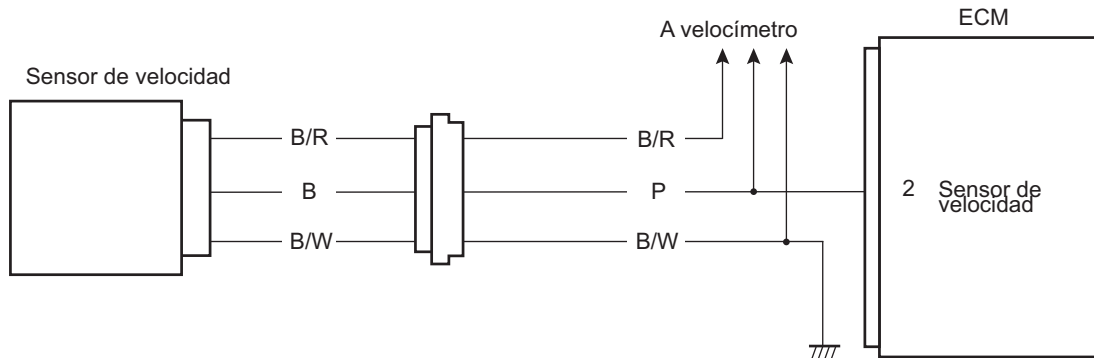 ECM
A velocímetro
Sensor de velocidad
B/R
B/R
B
P
2 Sensor de
velocidad
B/W
B/W